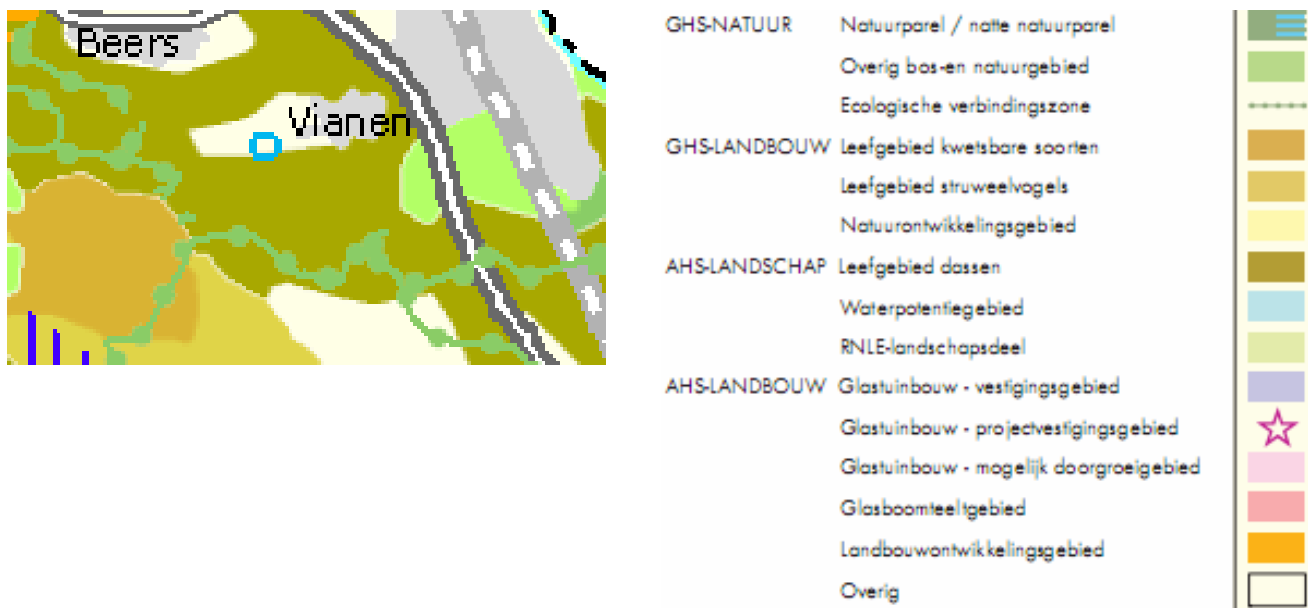 Beers
Vianen
GHS-NATUUR Natuurparel / natte natuurparel
Overig bos-en natuurgebied
Ecologische verbindingszone
GHS-LANDBOUW Leefgebied kwetsbare soorten
Leefgebied struweelvogels
Natuurontwikkelingsgebied
AHS-LANDSCHAP Leefgebied dassen
Waterpotentiegebied
RNLE-landschapsdeel
AHS-LANDBOUW Glastuinbouw - vestigingsgebied
Glastuinbouw - projectvestigingsgebied
Glastuinbouw - mogelijk doorgroeigebied
Glasboomteeltgebied
Landbouwontwikkelingsgebied
Overig